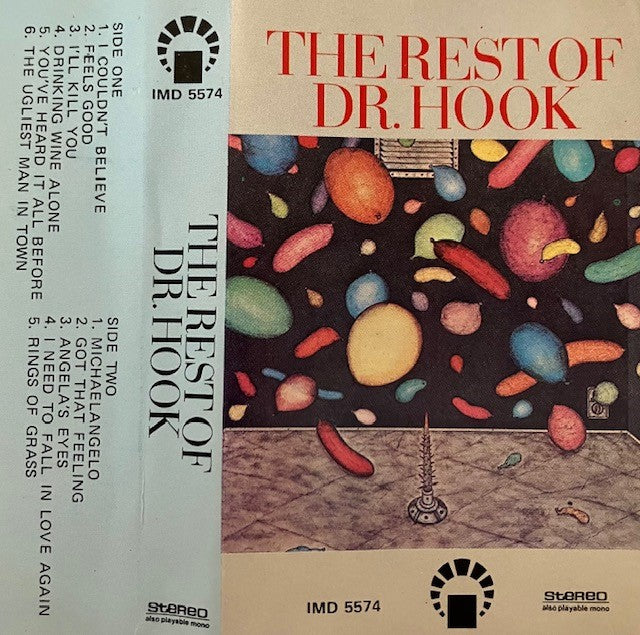 SIDE ONE
1. I COULDN'T BELIEVE
2. FEELS GOOD
3. I'LL KILL YOU
4. DRINKING WINE ALONE
5. YOU'VE HEARD IT ALL BEFORE
6. THE UGLIEST MAN IN TOWN
SIDE TWO
1. MICHAELANGELO
2. GOT THAT FEELING
3. ANGELA'S EYES
4. I NEED TO FALL IN LOVE AGAIN
5. RINGS OF GRASS
IMD 5574
THE REST OF
DR. HOOK
stereo
also playable mono
THE REST OF
DR. HOOK
IMD 5574
stereo
also playable mono